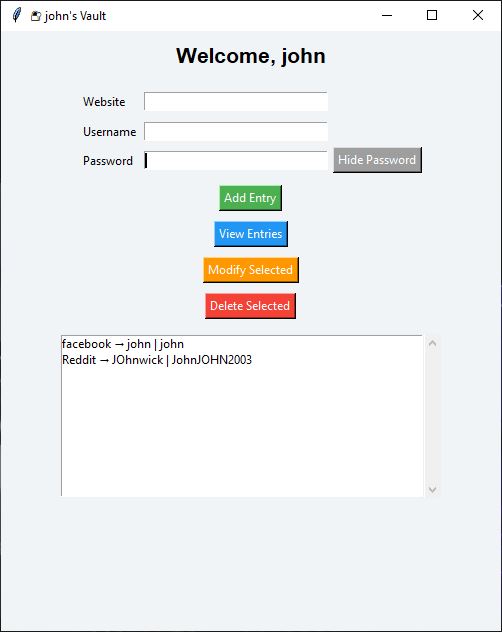 john's Vault
Welcome, john
Website
Username
Password
Hide Password
Add Entry
View Entries
Modify Selected
Delete Selected
facebook → john | john
Reddit → JOhnwick | JohnJOHN2003